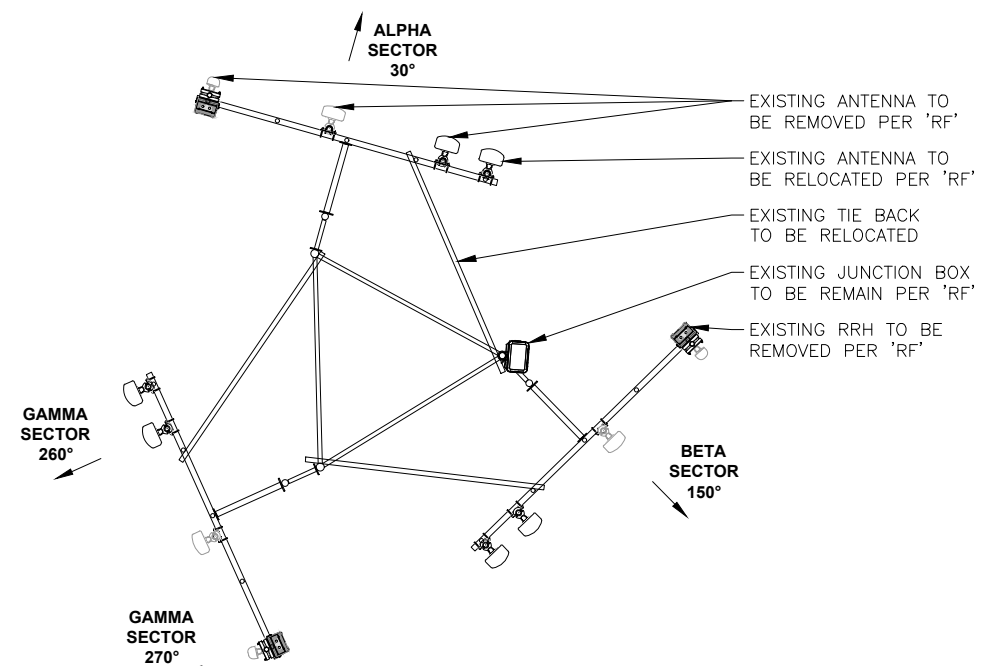 ALPHA
SECTOR
30°
EXISTING ANTENNA TO
BE REMOVED PER 'RF'
EXISTING ANTENNA TO
BE RELOCATED PER 'RF'
EXISTING TIE BACK
TO BE RELOCATED
EXISTING JUNCTION BOX
TO BE REMAIN PER 'RF'
EXISTING RRH TO BE
REMOVED PER 'RF'
GAMMA
SECTOR
260°
BETA
SECTOR
150°
GAMMA
SECTOR
270°